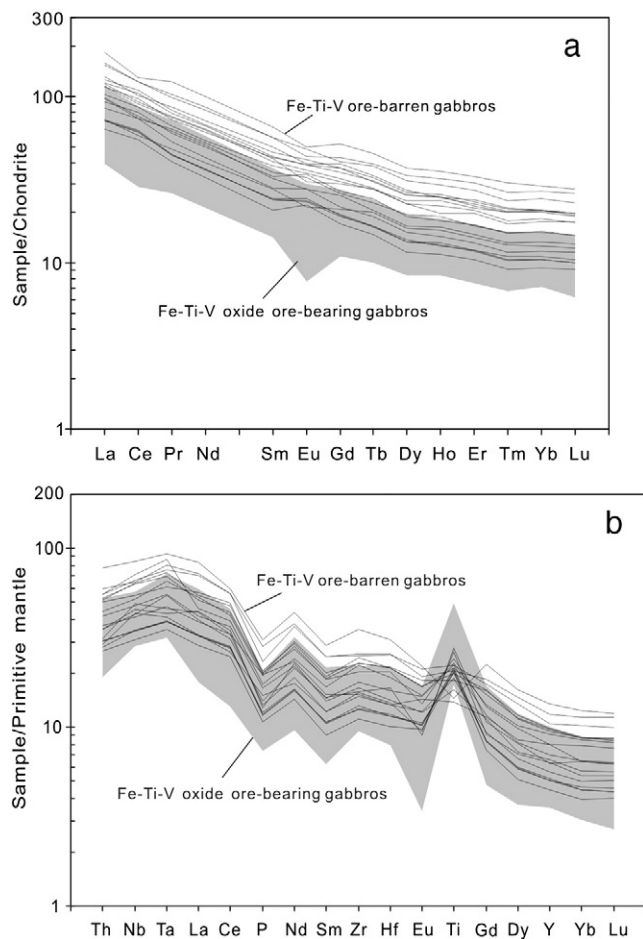 300
a
100
Fe-Ti-V ore-barren gabbros
Sample/Chondrite
10
Fe-Ti-V oxide ore-bearing gabbros
1
La Ce Pr Nd Sm Eu Gd Tb Dy Ho Er Tm Yb Lu
200
b
100
Fe-Ti-V ore-barren gabbros
Sample/Primitive mantle
10
Fe-Ti-V oxide ore-bearing gabbros
1
Th Nb Ta La Ce P Nd Sm Zr Hf Eu Ti Gd Dy Y Yb Lu